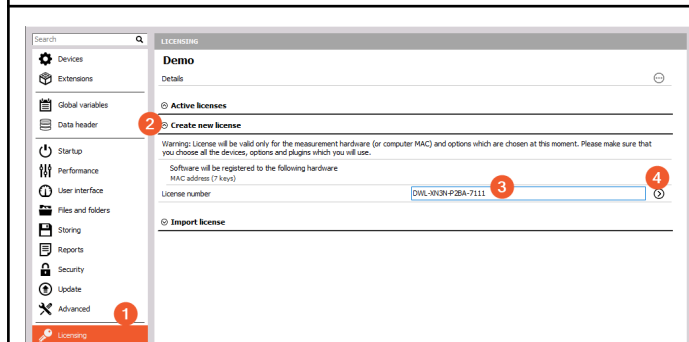 Search
Devices
Extensions
Global variables
Data header
Startup
Performance
User interface
Files and folders
Storing
Reports
Security
Update
Advanced
1
Licensing
LICENSING
Demo
Details
Active licenses
2
Create new license
Warning: License will be valid only for the measurement hardware (or computer MAC) and options which are chosen at this moment. Please make sure that
you choose all the devices, options and plugins which you will use.
Software will be registered to the following hardware
MAC address (7 keys)
License number
DWL-XN3N-P2BA-7111
3
4
Import license